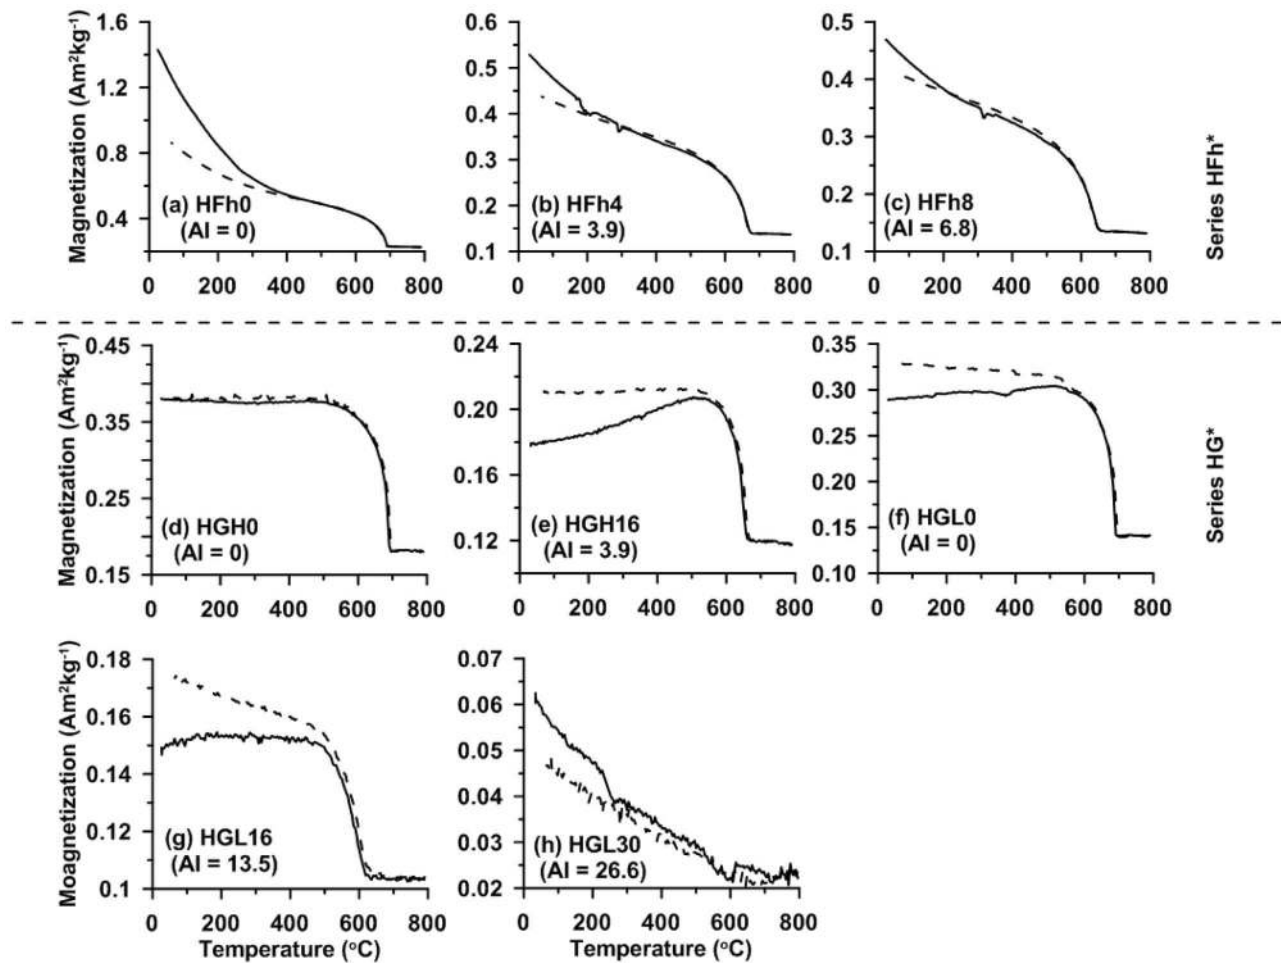 Magnetization (Am²kg⁻¹)
1.6
1.2
0.8
0.4
(a) HFh0
(Al = 0)
0 200 400 600 800
0.6
0.5
0.4
0.3
0.2
0.1
(b) HFh4
(Al = 3.9)
0 200 400 600 800
0.5
0.4
0.3
0.2
0.1
(c) HFh8
(Al = 6.8)
0 200 400 600 800
Series HFh*
Magnetization (Am²kg⁻¹)
0.45
0.35
0.25
0.15
(d) HGH0
(Al = 0)
0 200 400 600 800
0.24
0.20
0.16
0.12
(e) HGH16
(Al = 3.9)
0 200 400 600 800
0.35
0.30
0.25
0.20
0.15
0.10
(f) HGL0
(Al = 0)
0 200 400 600 800
Series HG*
Moagnetization (Am²kg⁻¹)
0.18
0.16
0.14
0.12
0.1
(g) HGL16
(Al = 13.5)
0 200 400 600 800
Temperature (°C)
0.07
0.06
0.05
0.04
0.03
0.02
(h) HGL30
(Al = 26.6)
0 200 400 600 800
Temperature (°C)